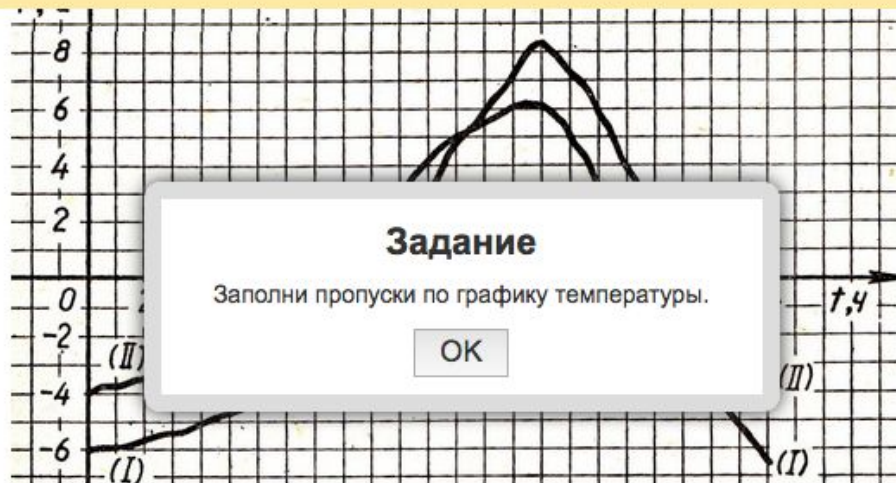 8
6
4
2
Задание
Заполни пропуски по графику температуры.
0
t,ч
-2
(II)
OK
-4
(II)
-6
(I)
(I)